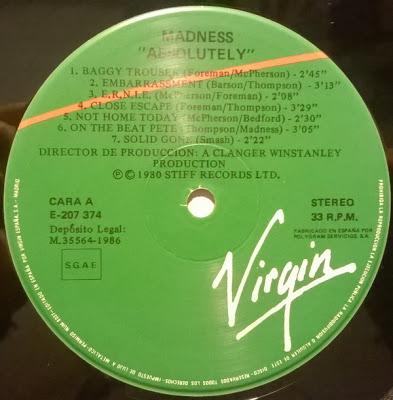 MADNESS
"ABSOLUTELY"
1. BAGGY TROUSER (Foreman/McPherson) - 2'45"
2. EMBARRASSMENT (Barson/Thompson) - 3'13"
3. E.R.N.I.E. (McPherson/Foreman) - 2'08"
4. CLOSE ESCAPE (Foreman/Thompson) - 3'29"
5. NOT HOME TODAY (McPherson/Bedford) - 2'30"
6. ON THE BEAT PETE (Thompson/Madness) - 3'05"
7. SOLID GONE (Smash) - 2'22"
DIRECTOR DE PRODUCCION: A CLANGER WINSTANLEY
PRODUCTION
Ⓟ © 1980 STIFF RECORDS LTD.
CARA A
E-207 374
Depósito Legal:
M.35564-1986
S.G.A.E.
STEREO
33 R.P.M.
FABRICADO EN ESPAÑA POR
POLYGRAM SERVICIOS, S.A.
Virgin